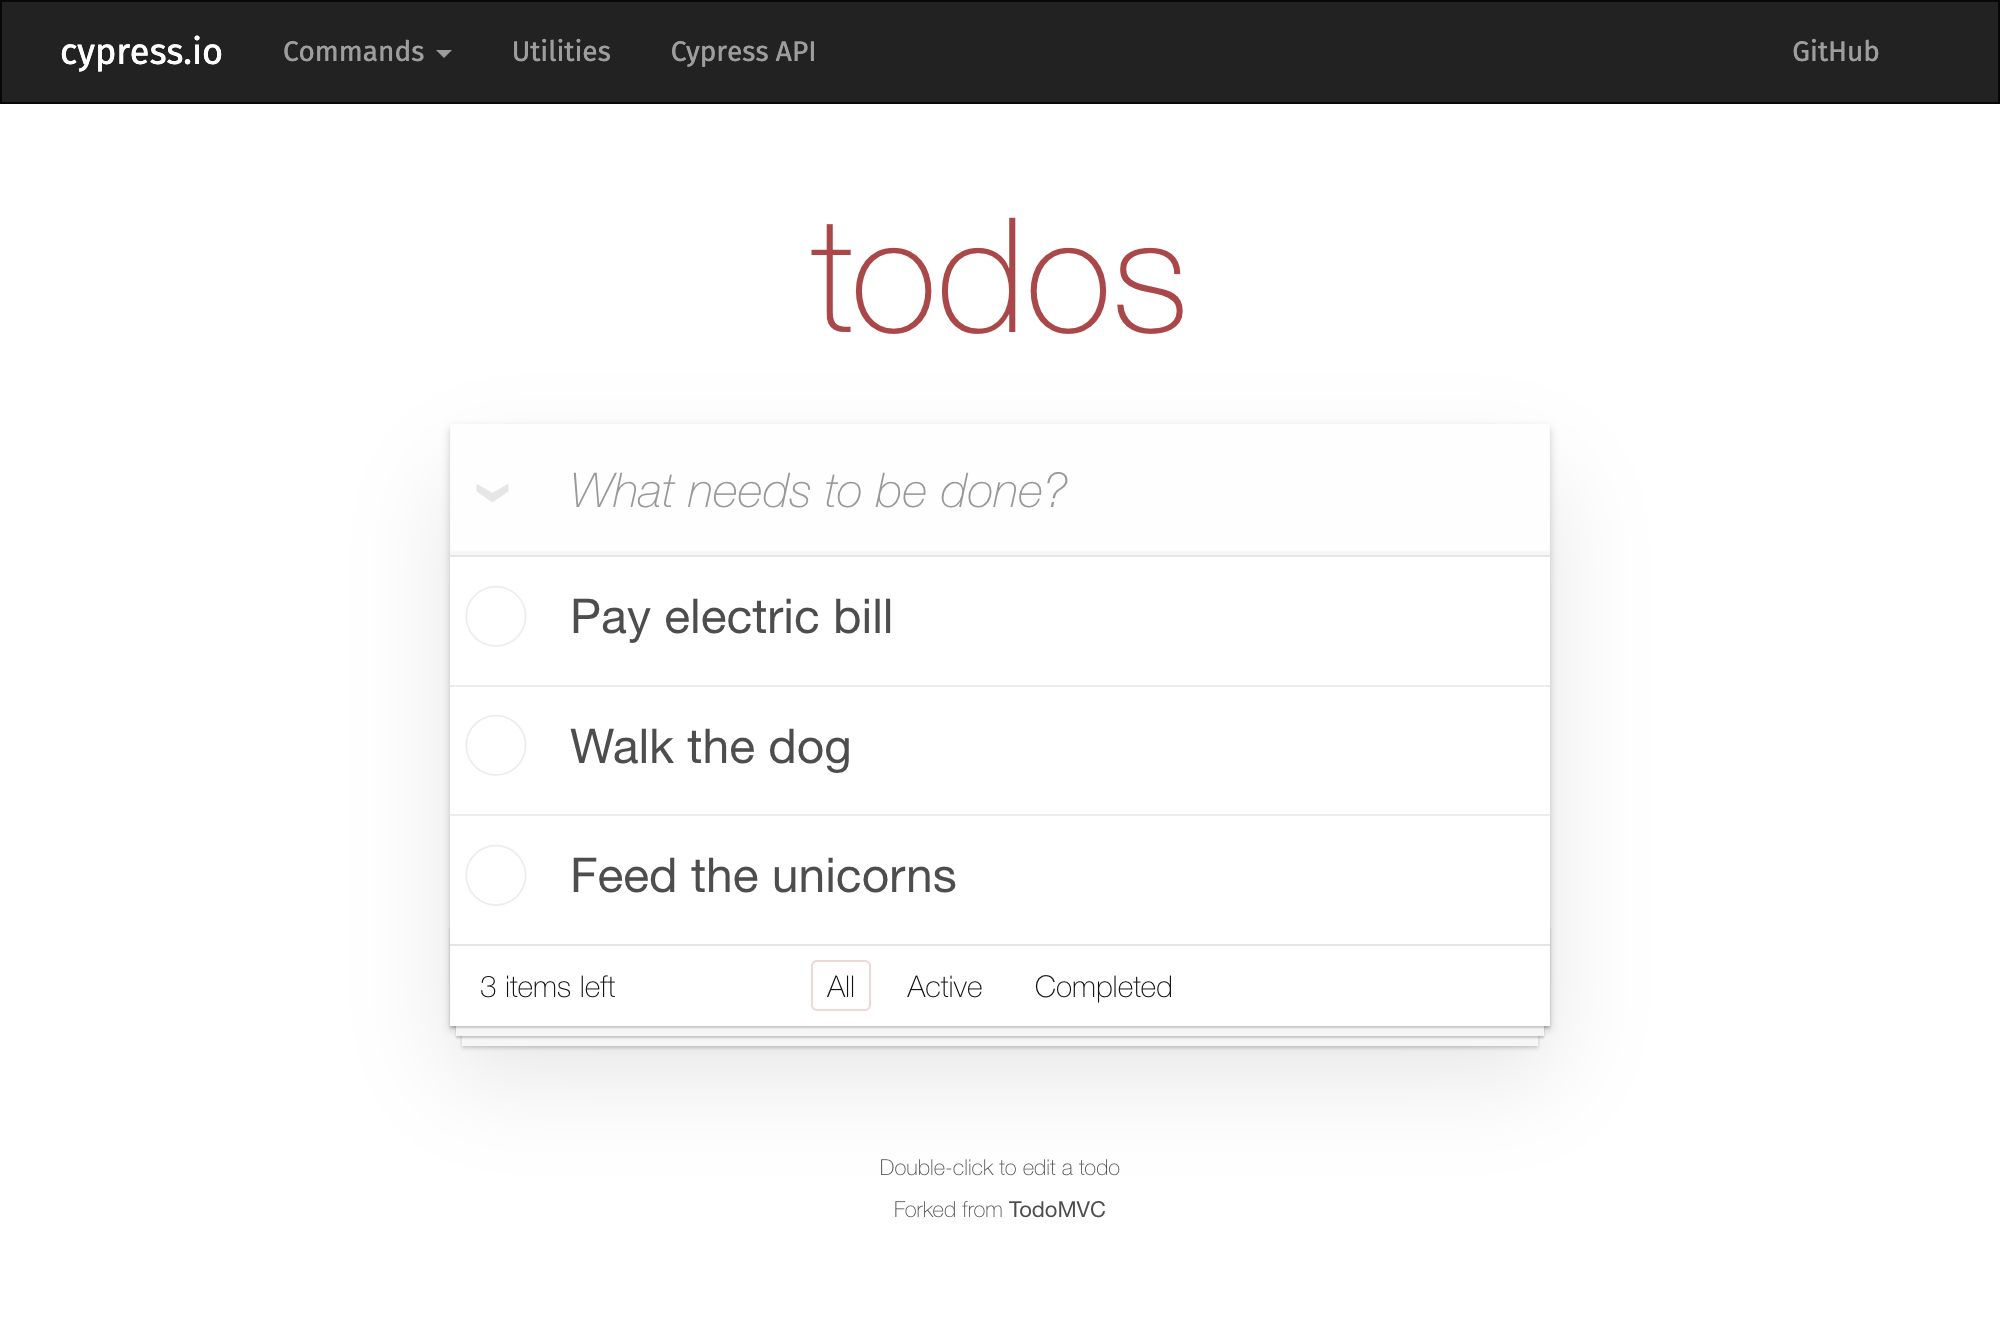 cypress.io Commands Utilities Cypress API GitHub
todos
What needs to be done?
Pay electric bill
Walk the dog
Feed the unicorns
3 items left All Active Completed
Double-click to edit a todo
Forked from TodoMVC